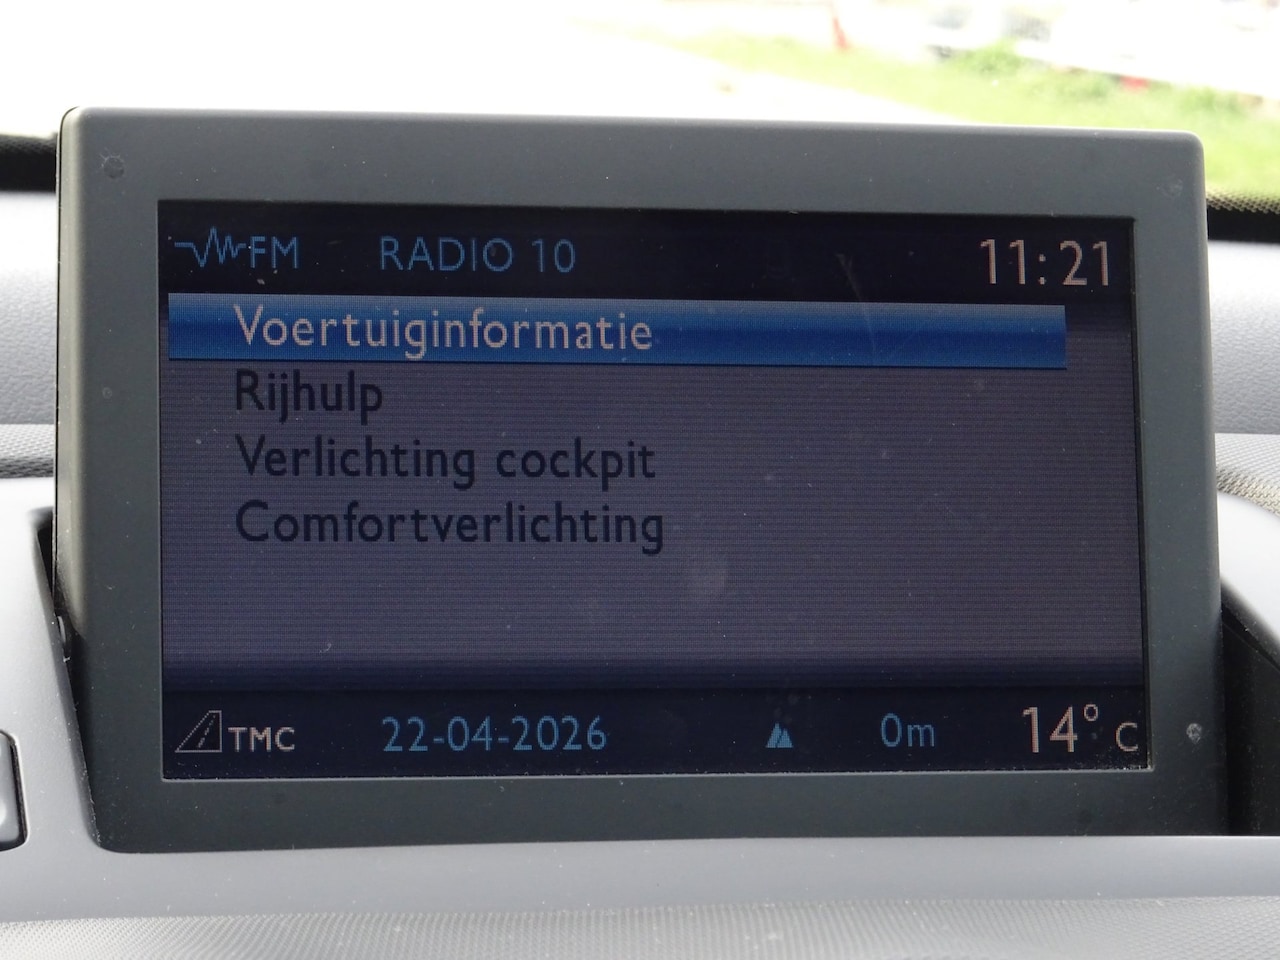 FM RADIO 10 11:21
Voertuiginformatie
Rijhulp
Verlichting cockpit
Comfortverlichting
TMC 22-04-2026 0m 14° C